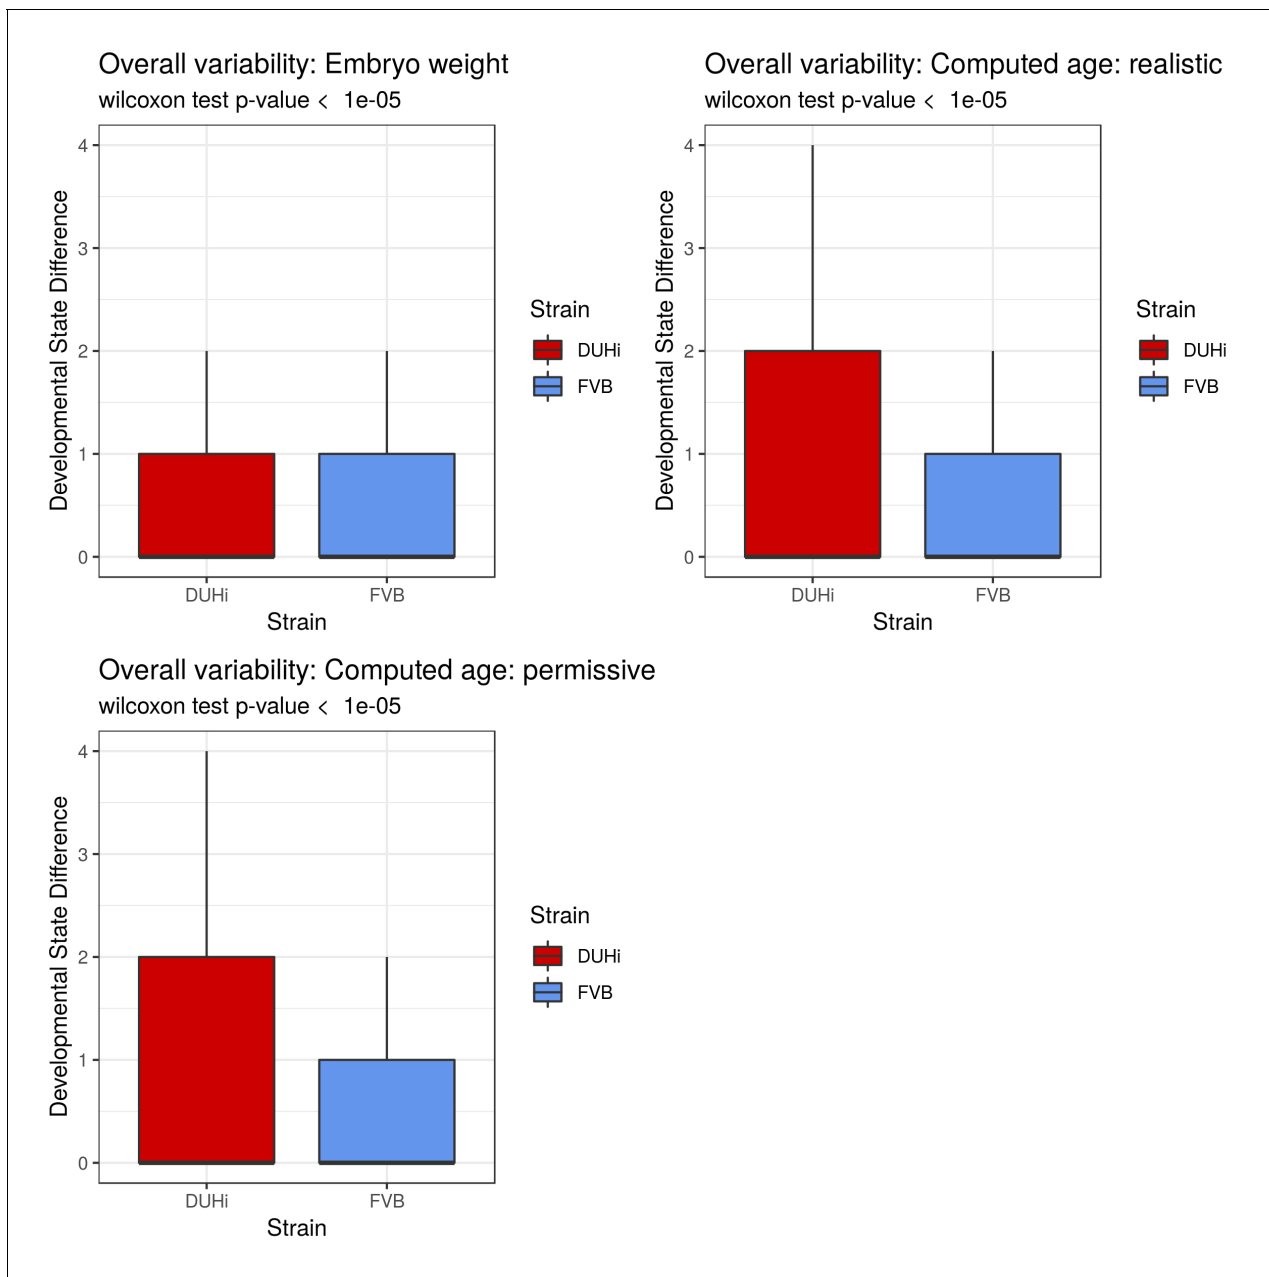 Overall variability: Embryo weight
wilcoxon test p-value <  1e-05
4
3
2
1
0
Developmental State Difference
DUHi
FVB
Strain
Strain
DUHi
FVB
Overall variability: Computed age: realistic
wilcoxon test p-value <  1e-05
4
3
2
1
0
Developmental State Difference
DUHi
FVB
Strain
Strain
DUHi
FVB
Overall variability: Computed age: permissive
wilcoxon test p-value <  1e-05
4
3
2
1
0
Developmental State Difference
DUHi
FVB
Strain
Strain
DUHi
FVB